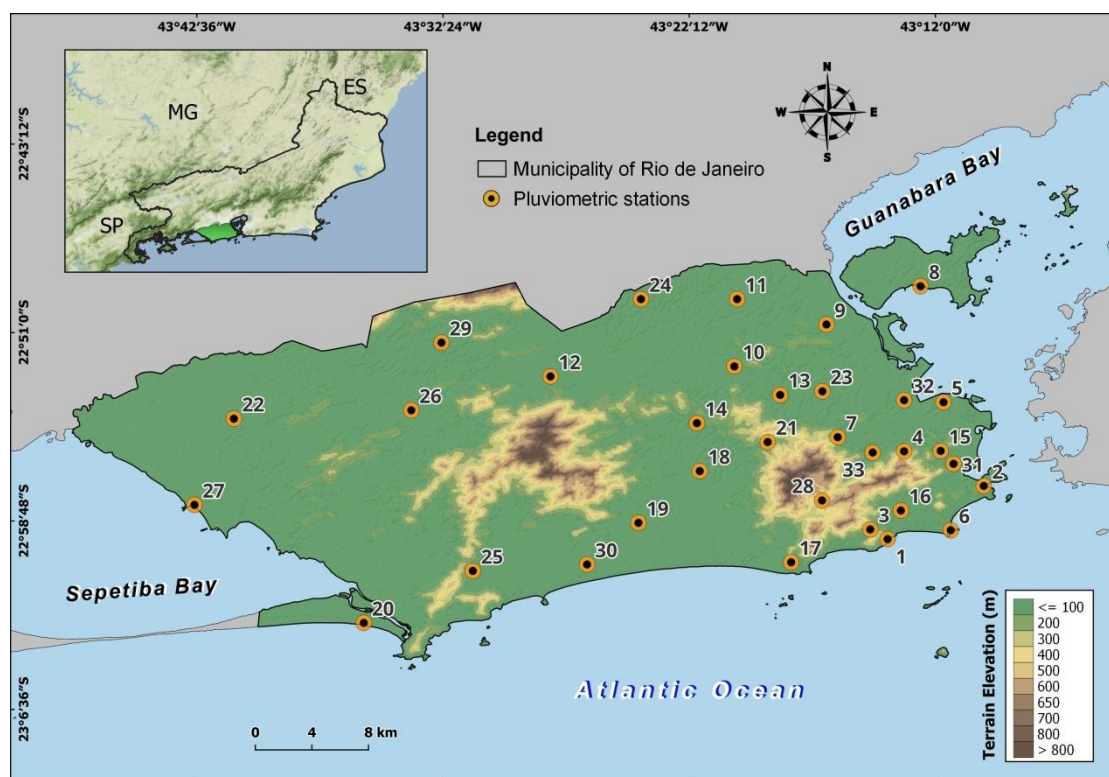 43°42'36"W
43°32'24"W
43°22'12"W
43°12'0"W
22°43'12"S
22°51'0"S
22°58'48"S
23°6'36"S
MG
ES
SP
N
W
E
S
Legend
Municipality of Rio de Janeiro
Pluviometric stations
Guanabara Bay
8
24
11
9
29
10
12
13
23
32
5
26
22
14
21
7
4
15
18
33
31
28
2
27
16
19
3
6
1
17
25
30
Sepetiba Bay
20
Atlantic Ocean
0
4
8 km
Terrain Elevation (m)
<= 100
200
300
400
500
600
650
700
800
> 800